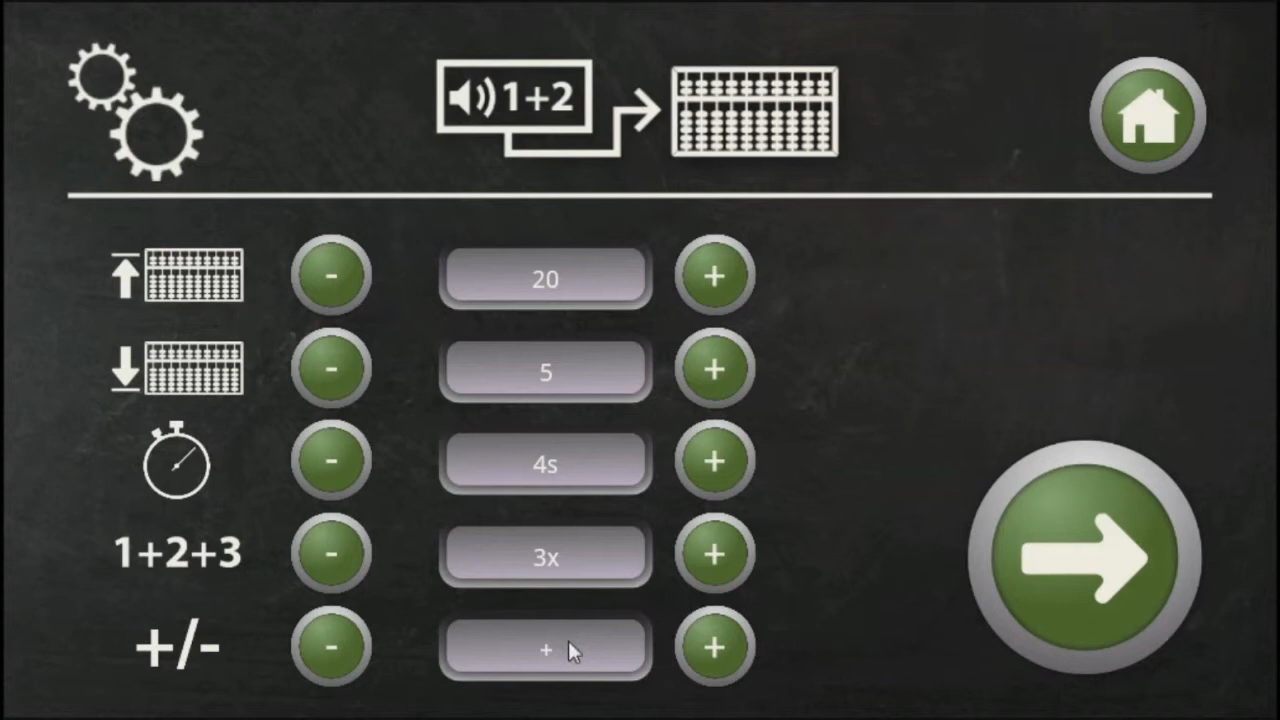 1+2
- 20 +
- 5 +
- 4s +
1+2+3 - 3x +
+/- - + +